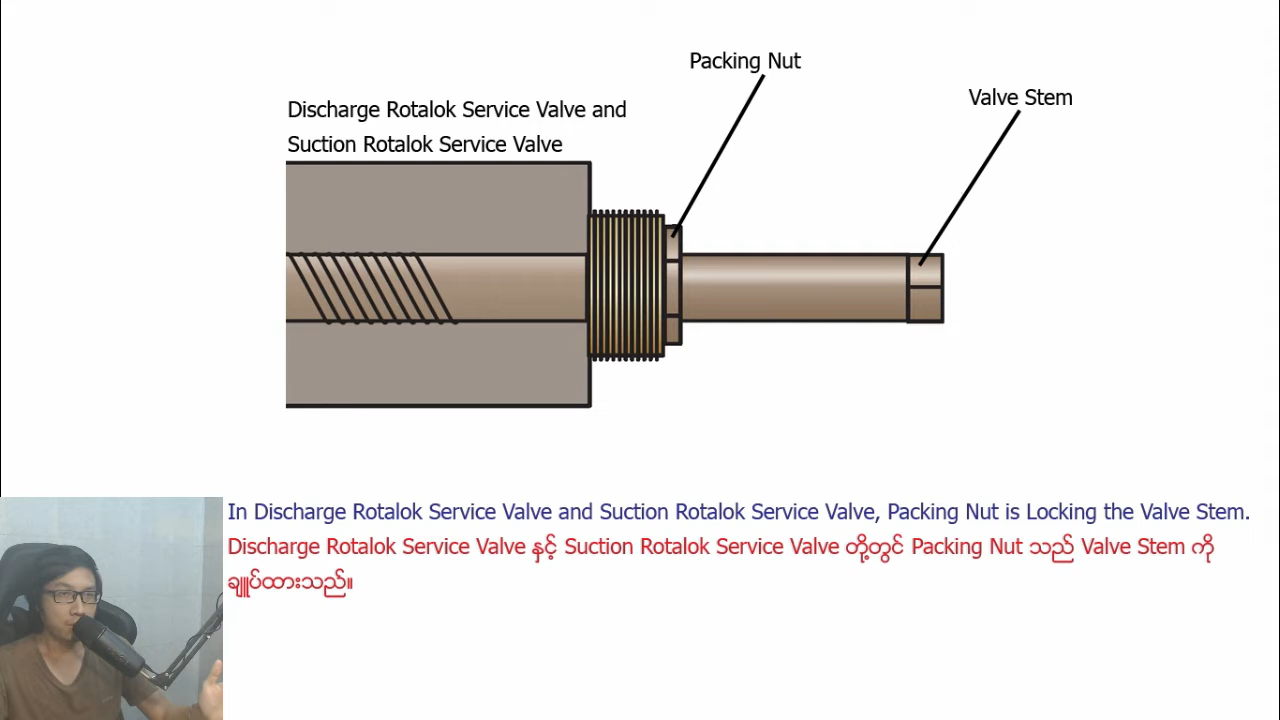 Packing Nut
Valve Stem
Discharge Rotalok Service Valve and
Suction Rotalok Service Valve
In Discharge Rotalok Service Valve and Suction Rotalok Service Valve, Packing Nut is Locking the Valve Stem.
Discharge Rotalok Service Valve နှင့် Suction Rotalok Service Valve တို့တွင် Packing Nut သည် Valve Stem ကို
ချူပ်ထားသည်။